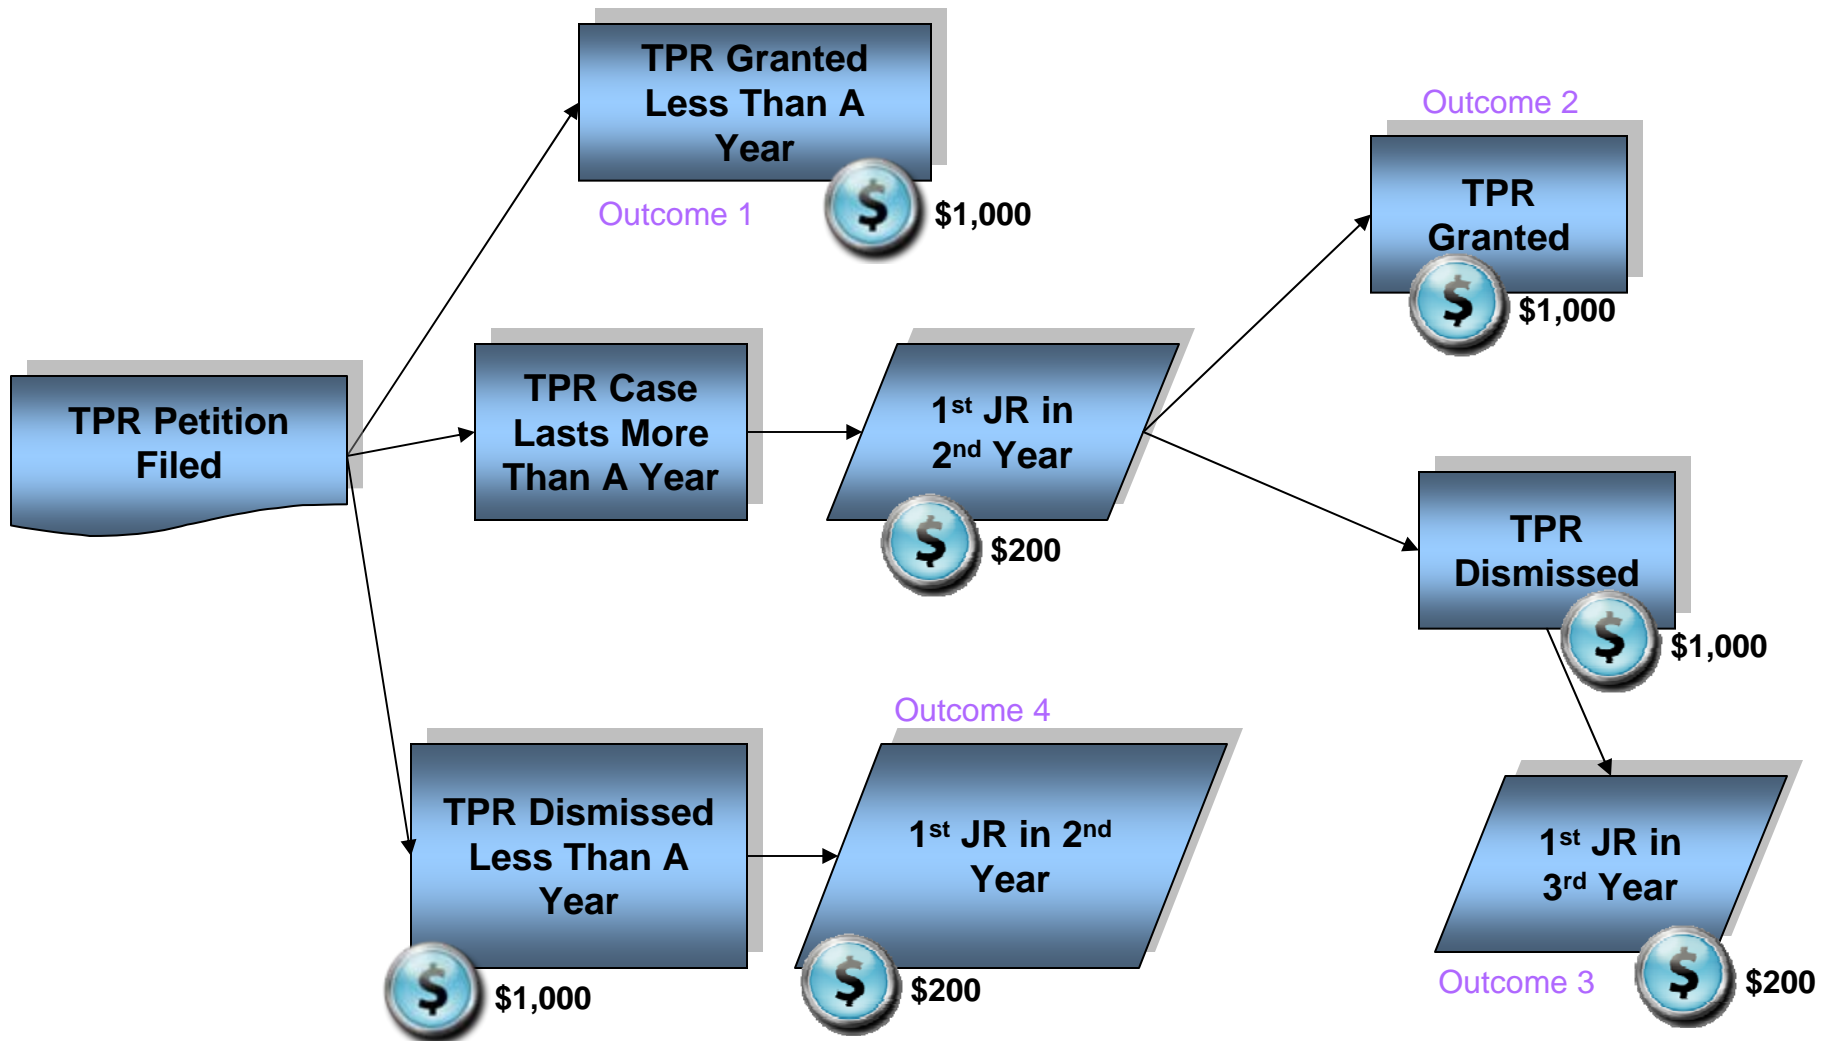 TPR Granted
Less Than A
Year
Outcome 1
$1,000
Outcome 2
TPR
Granted
$1,000
TPR Petition
Filed
TPR Case
Lasts More
Than A Year
1st JR in
2nd Year
$200
TPR
Dismissed
$1,000
TPR Dismissed
Less Than A
Year
$1,000
Outcome 4
1st JR in 2nd
Year
$200
1st JR in
3rd Year
Outcome 3
$200